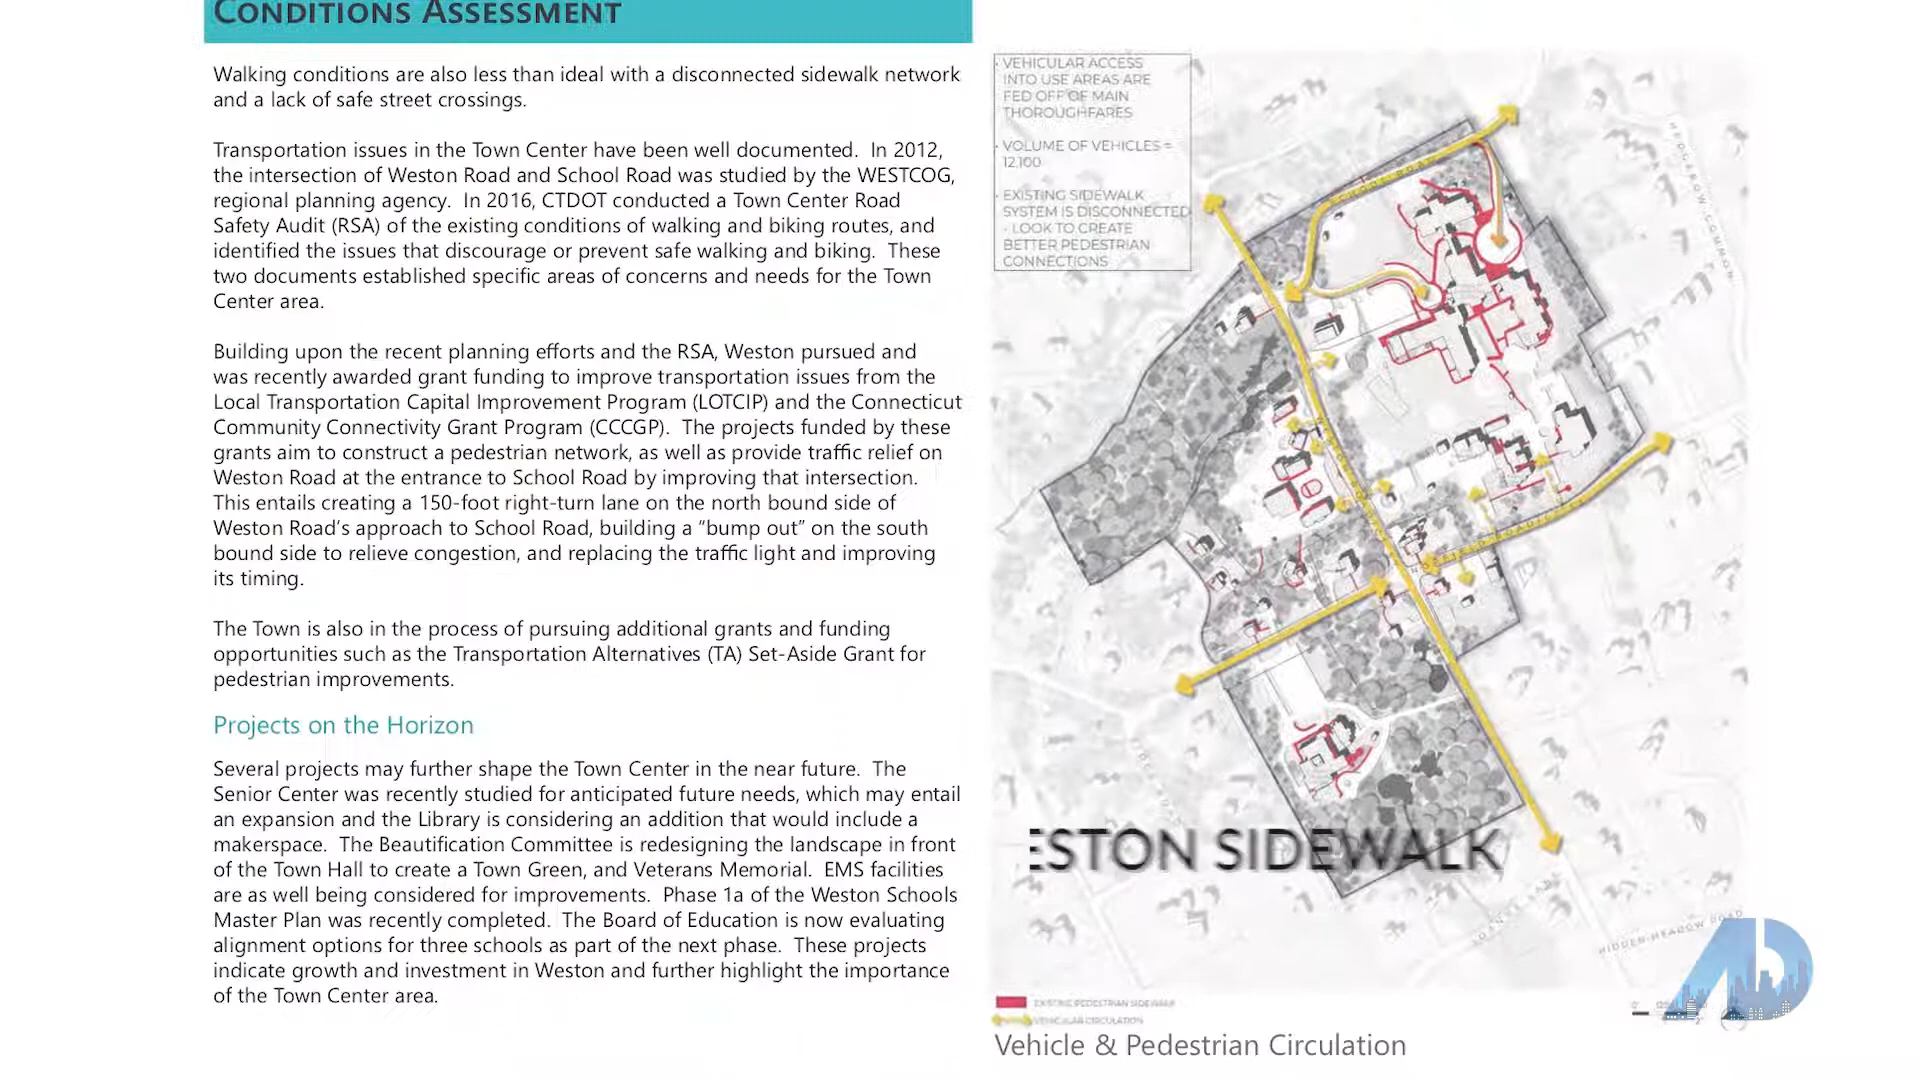 CONDITIONS ASSESSMENT
Walking conditions are also less than ideal with a disconnected sidewalk network
and a lack of safe street crossings.
Transportation issues in the Town Center have been well documented. In 2012,
the intersection of Weston Road and School Road was studied by the WESTCOG,
regional planning agency. In 2016, CTDOT conducted a Town Center Road
Safety Audit (RSA) of the existing conditions of walking and biking routes, and
identified the issues that discourage or prevent safe walking and biking. These
two documents established specific areas of concerns and needs for the Town
Center area.
Building upon the recent planning efforts and the RSA, Weston pursued and
was recently awarded grant funding to improve transportation issues from the
Local Transportation Capital Improvement Program (LOTCIP) and the Connecticut
Community Connectivity Grant Program (CCCGP). The projects funded by these
grants aim to construct a pedestrian network, as well as provide traffic relief on
Weston Road at the entrance to School Road by improving that intersection.
This entails creating a 150-foot right-turn lane on the north bound side of
Weston Road's approach to School Road, building a “bump out” on the south
bound side to relieve congestion, and replacing the traffic light and improving
its timing.
The Town is also in the process of pursuing additional grants and funding
opportunities such as the Transportation Alternatives (TA) Set-Aside Grant for
pedestrian improvements.
Projects on the Horizon
Several projects may further shape the Town Center in the near future. The
Senior Center was recently studied for anticipated future needs, which may entail
an expansion and the Library is considering an addition that would include a
makerspace. The Beautification Committee is redesigning the landscape in front
of the Town Hall to create a Town Green, and Veterans Memorial. EMS facilities
are as well being considered for improvements. Phase 1a of the Weston Schools
Master Plan was recently completed. The Board of Education is now evaluating
alignment options for three schools as part of the next phase. These projects
indicate growth and investment in Weston and further highlight the importance
of the Town Center area.
- VEHICULAR ACCESS
INTO USE AREAS ARE
FED OFF OF MAIN
THOROUGHFARES
- VOLUME OF VEHICLES =
12,100
- EXISTING SIDEWALK
SYSTEM IS DISCONNECTED
- LOOK TO CREATE
BETTER PEDESTRIAN
CONNECTIONS
HEDGEROW COMMON
ESTON SIDEWALK
HIDDEN MEADOW ROAD
EXISTING PEDESTRIAN SIDEWALK
VEHICULAR CIRCULATION
Vehicle & Pedestrian Circulation
AD